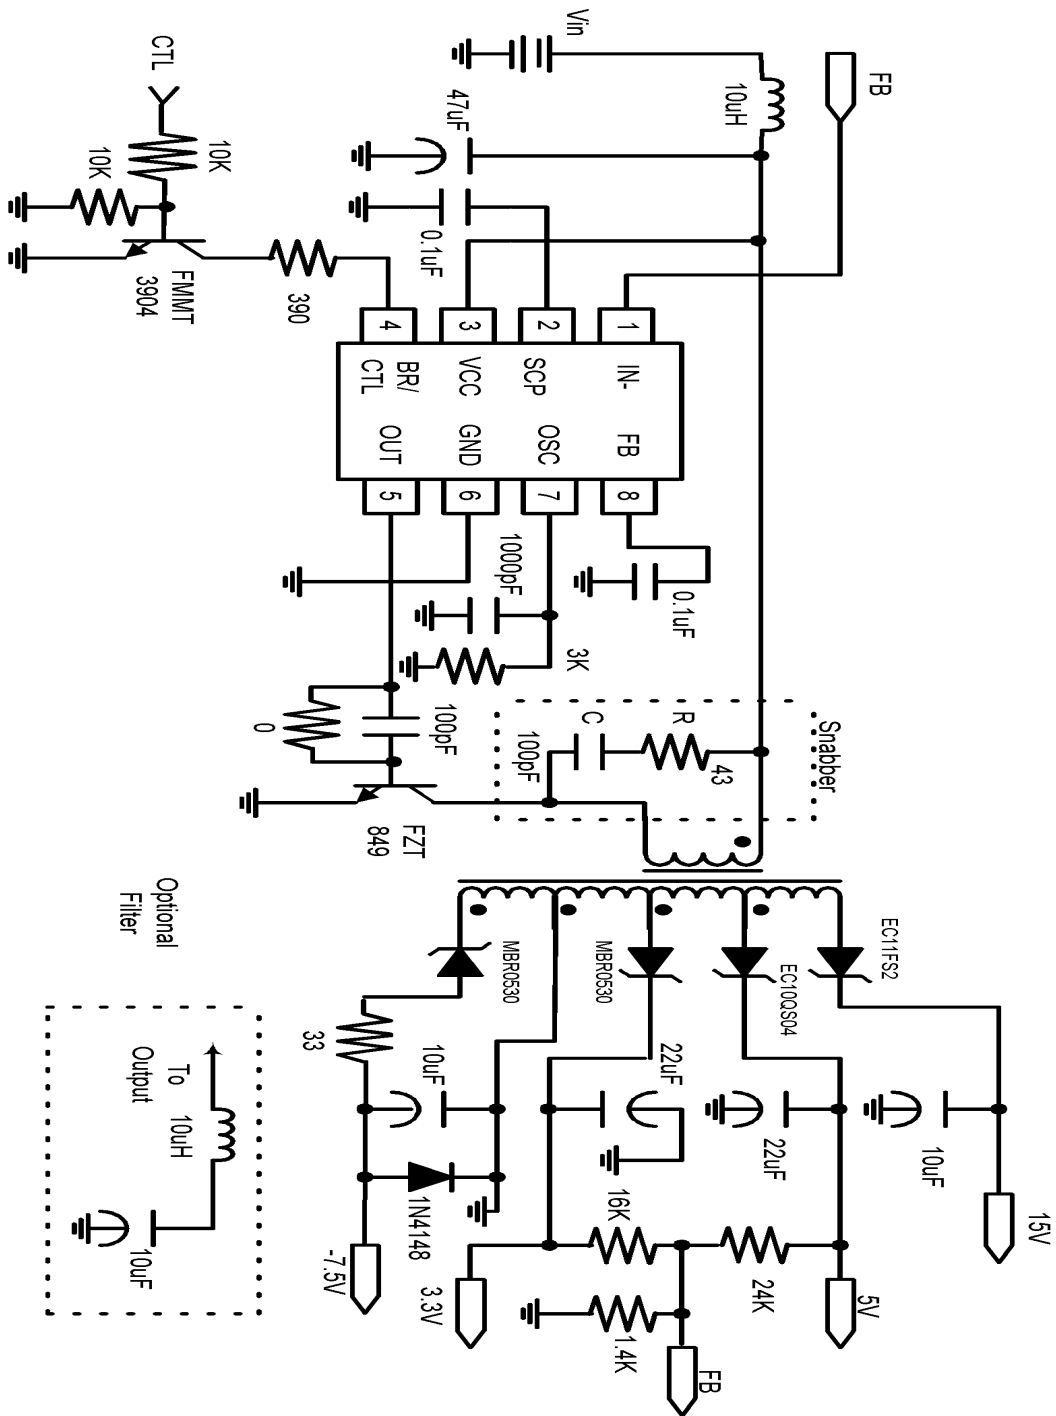 FB
Vin
10uH
47uF
CTL
10K
10K
0.1uF
FMMT
3904
390
1
2
3
4
IN-
SCP
VCC
BR/
CTL
FB
OSC
GND
OUT
8
7
6
5
0.1uF
1000pF
3K
0
100pF
Snabber
R
43
C
100pF
FZT
849
EC11FS2
EC10QS04
MBR0530
MBR0530
33
10uF
22uF
22uF
10uF
1N4148
16K
24K
1.4K
15V
5V
FB
3.3V
-7.5V
Optional
Filter
To
Output
10uH
10uF